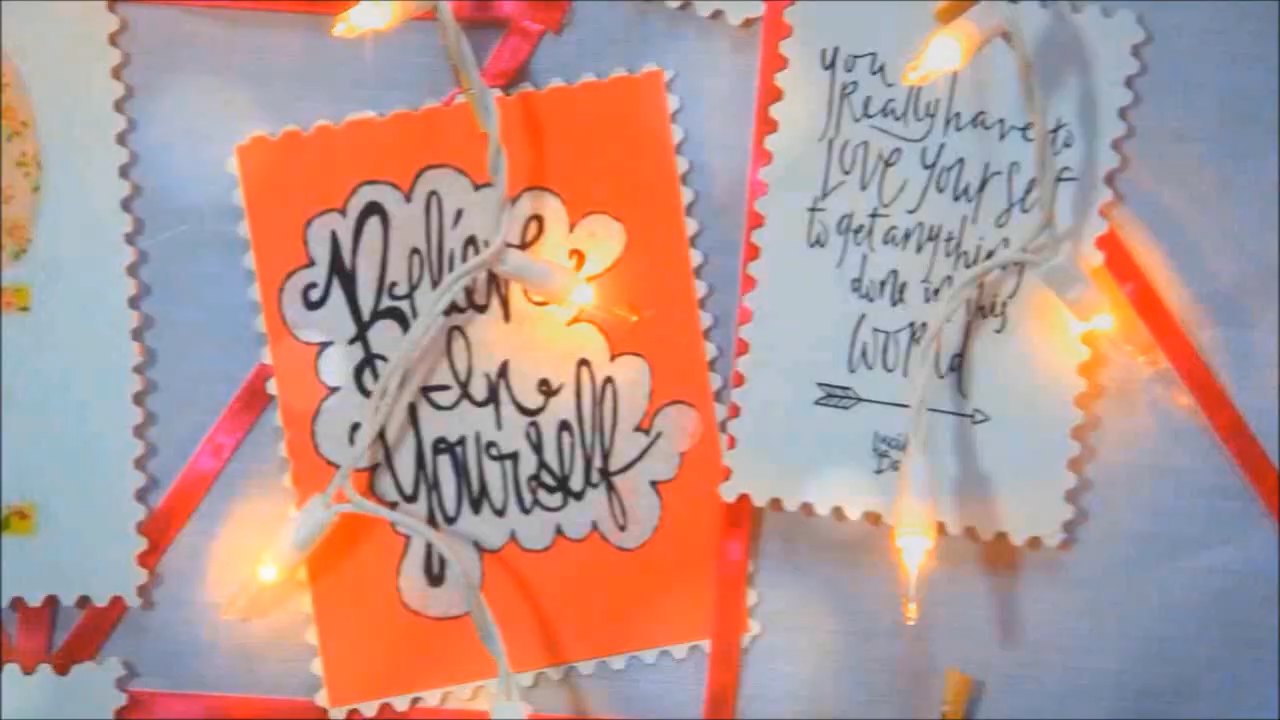 Believe
In
Yourself
you
Really have to
Love Yourself
to get anything
done in this
World